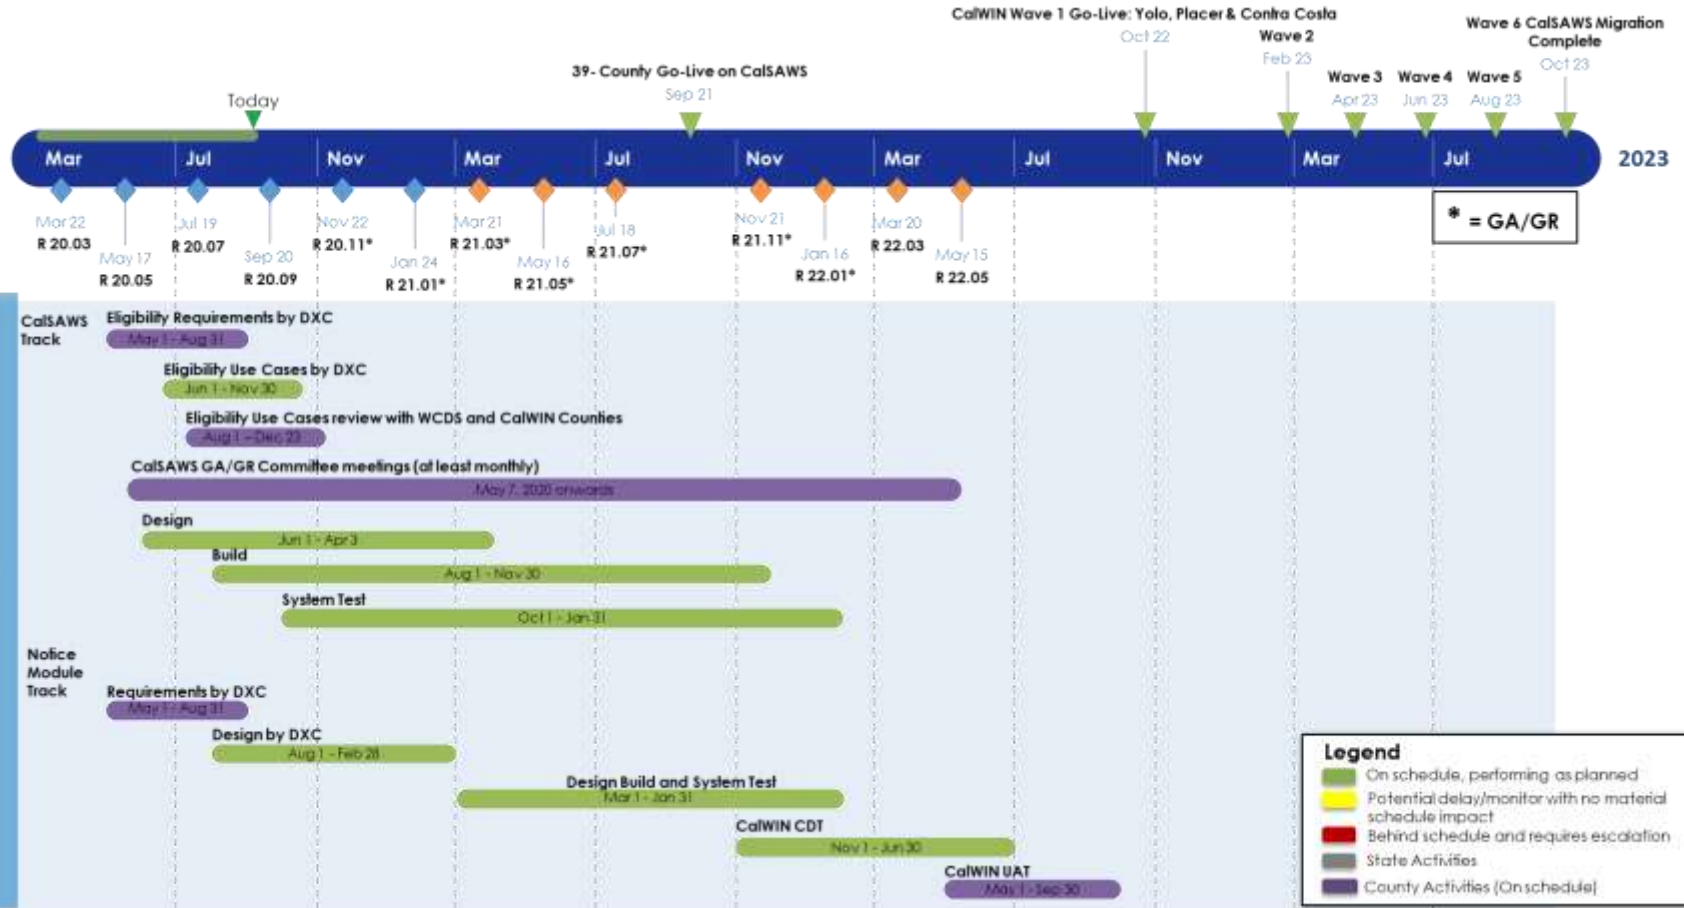 CalWIN Wave 1 Go-Live: Yolo, Placer & Contra Costa
Oct 22
Wave 2
Feb 23
Wave 6 CalSAWS Migration
Complete
Oct 23
39- County Go-Live on CalSAWS
Sep 21
Wave 3
Apr 23
Wave 4
Jun 23
Wave 5
Aug 23
Today
Mar
Jul
Nov
Mar
Jul
Nov
Mar
Jul
Nov
Mar
Jul
2023
Mar 22
R 20.03
May 17
R 20.05
Jul 19
R 20.07
Sep 20
R 20.09
Nov 22
R 20.11*
Jan 24
R 21.01*
Mar 21
R 21.03*
May 16
R 21.05*
Jul 18
R 21.07*
Nov 21
R 21.11*
Jan 16
R 22.01*
Mar 20
R 22.03
May 15
R 22.05
* = GA/GR
CalSAWS
Track
Eligibility Requirements by DXC
May 1 - Aug 31
Eligibility Use Cases by DXC
Jun 1 - Nov 30
Eligibility Use Cases review with WCDS and CalWIN Counties
Aug 1 - Dec 23
CalSAWS GA/GR Committee meetings (at least monthly)
May 7, 2020 onwards
Design
Jun 1 - Apr 3
Build
Aug 1 - Nov 30
System Test
Oct 1 - Jan 31
Notice
Module
Track
Requirements by DXC
May 1 - Aug 31
Design by DXC
Aug 1 - Feb 28
Design Build and System Test
Mar 1 - Jan 31
CalWIN CDT
Nov 1 - Jun 30
CalWIN UAT
May 1 - Sep 30
Legend
On schedule, performing as planned
Potential delay/monitor with no material
schedule impact
Behind schedule and requires escalation
State Activities
County Activities (On schedule)